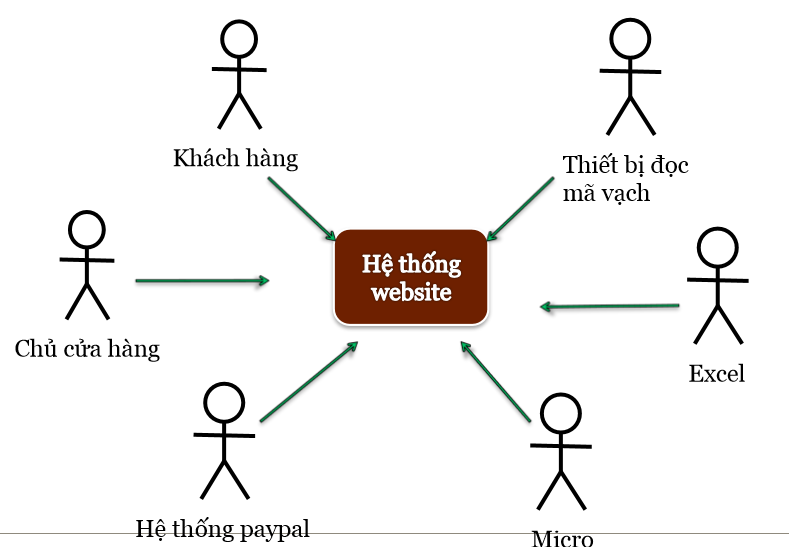 Khách hàng
Thiết bị đọc
mã vạch
Hệ thống
website
Chủ cửa hàng
Excel
Hệ thống paypal
Micro